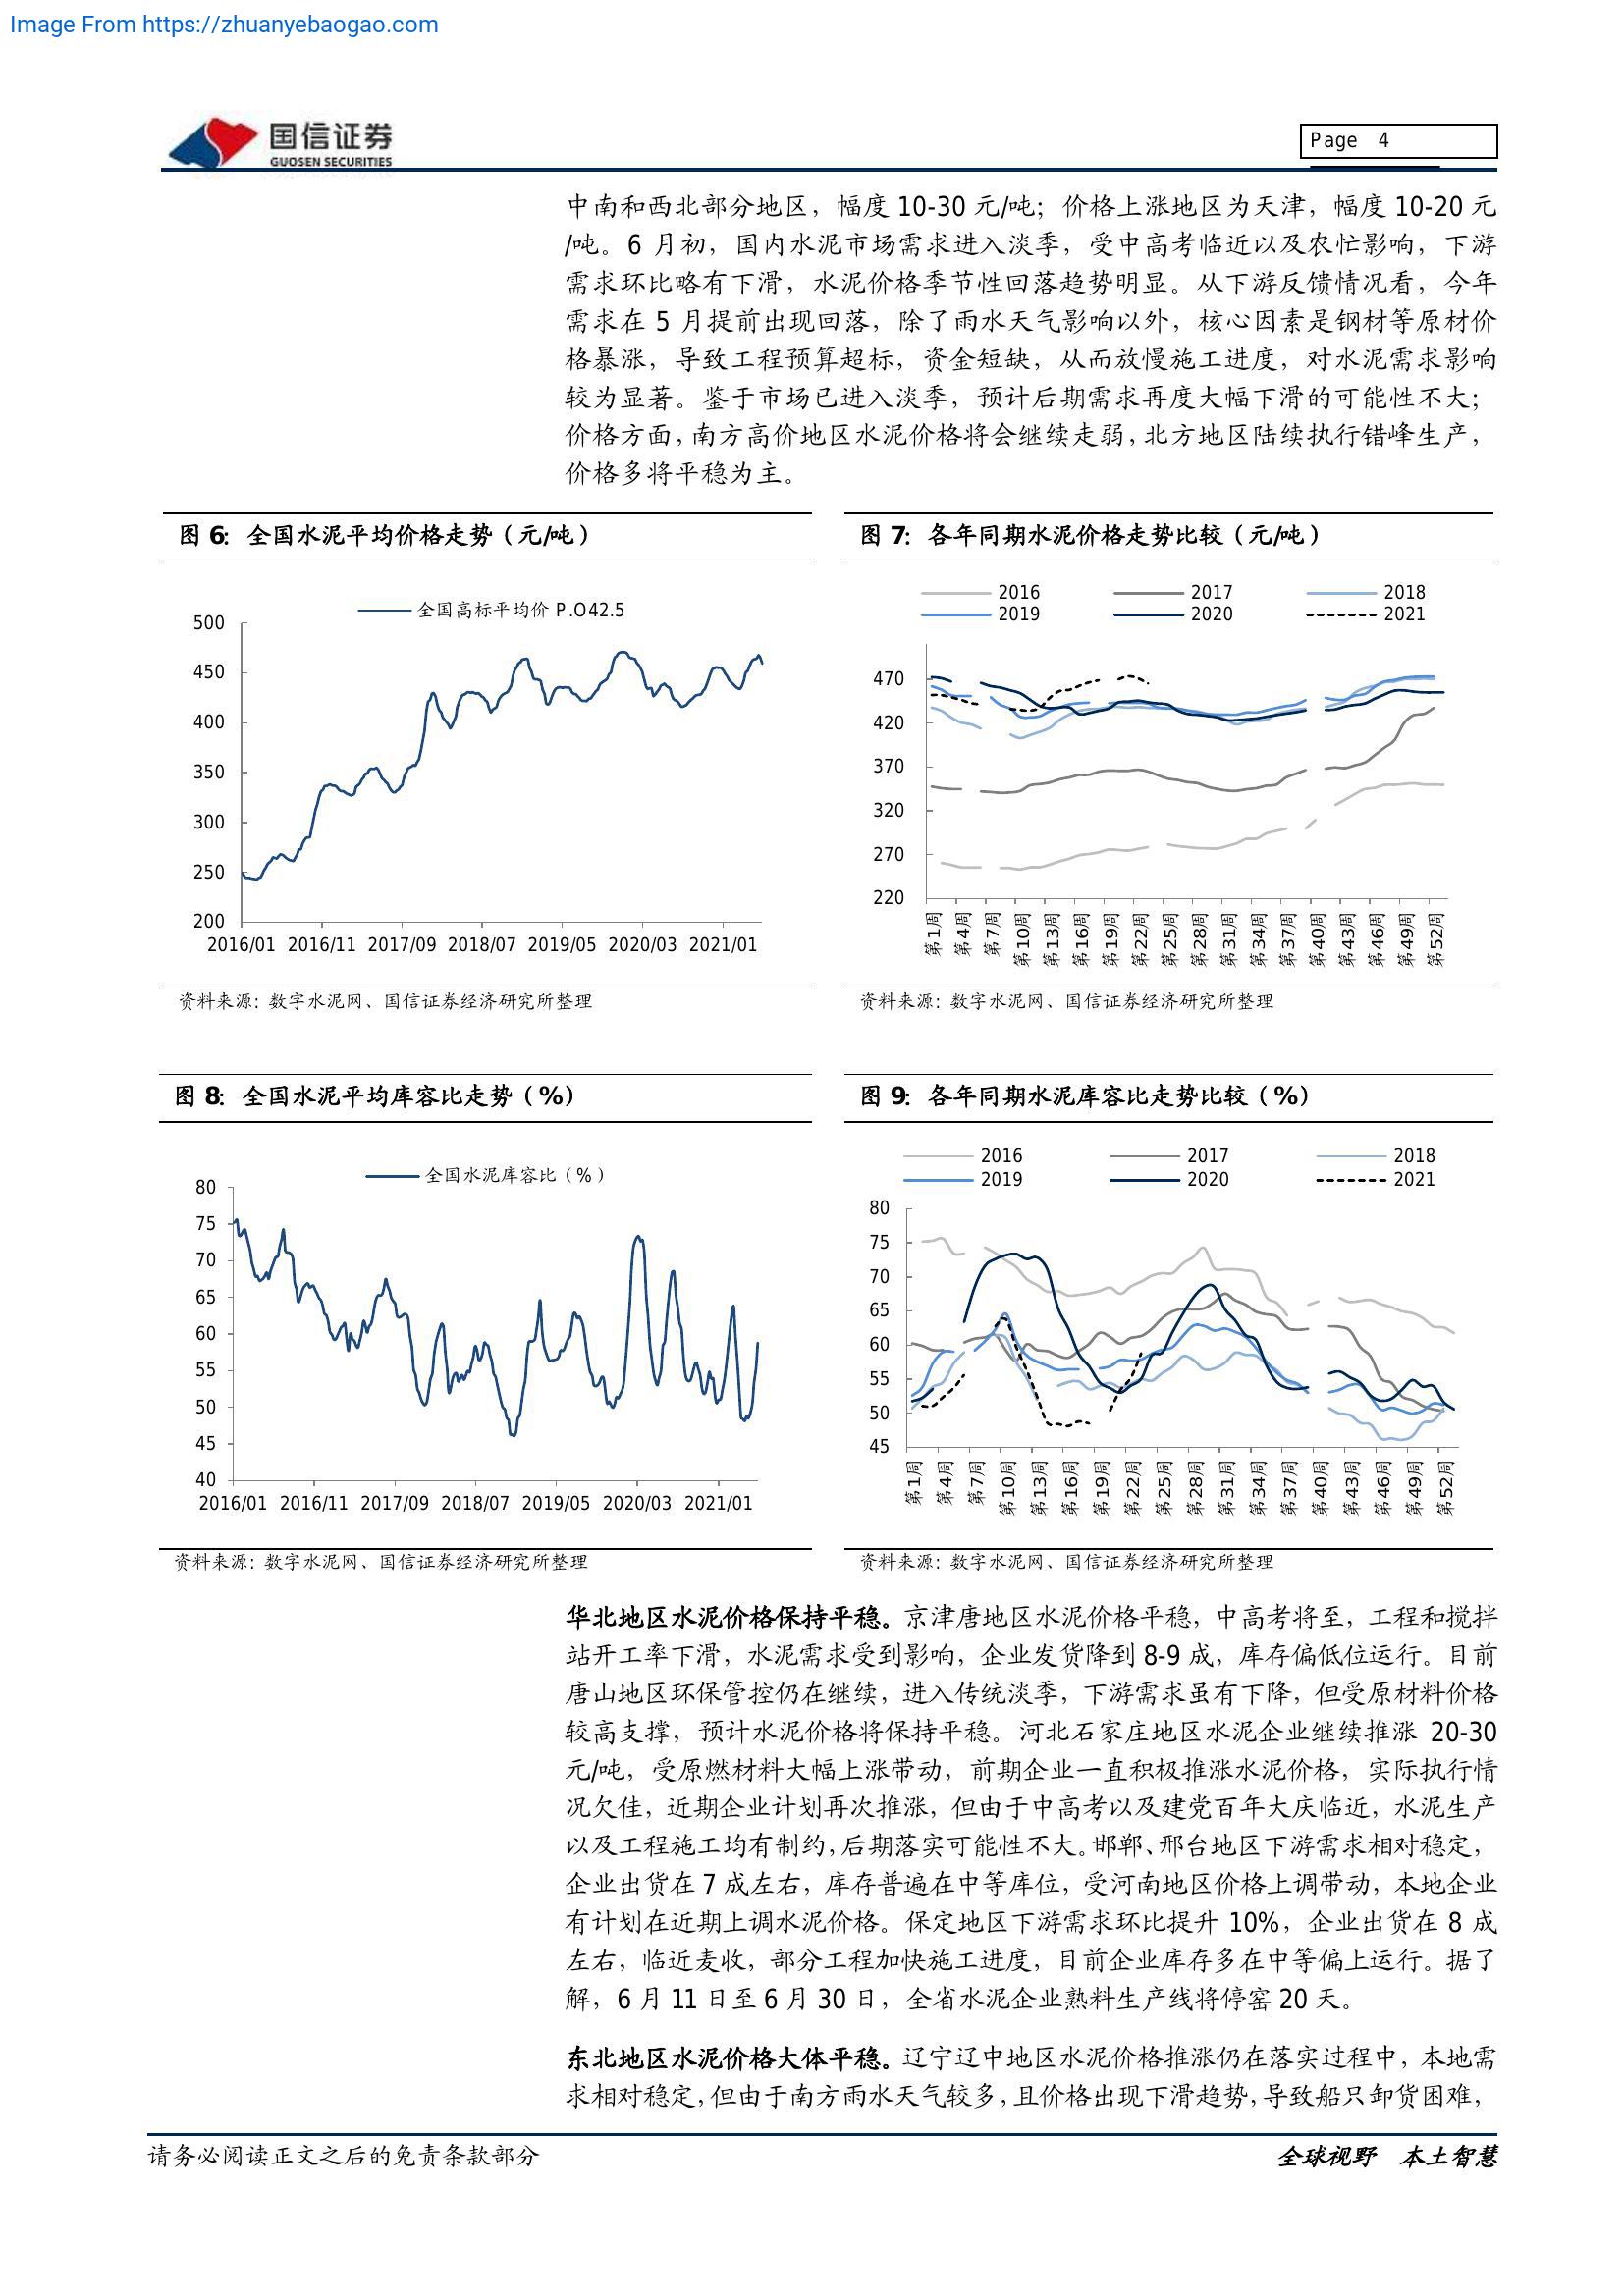 Image From https://zhuanyebaogao.com
国信证券
GUOSEN SECURITIES
Page 4
中南和西北部分地区，幅度 10-30 元/吨；价格上涨地区为天津，幅度 10-20 元
/吨。6 月初，国内水泥市场需求进入淡季，受中高考临近以及农忙影响，下游
需求环比略有下滑，水泥价格季节性回落趋势明显。从下游反馈情况看，今年
需求在 5 月提前出现回落，除了雨水天气影响以外，核心因素是钢材等原材价
格暴涨，导致工程预算超标，资金短缺，从而放慢施工进度，对水泥需求影响
较为显著。鉴于市场已进入淡季，预计后期需求再度大幅下滑的可能性不大；
价格方面，南方高价地区水泥价格将会继续走弱，北方地区陆续执行错峰生产，
价格多将平稳为主。
图 6：全国水泥平均价格走势（元/吨）
全国高标平均价 P.O42.5
500
450
400
350
300
250
200
2016/01 2016/11 2017/09 2018/07 2019/05 2020/03 2021/01
资料来源：数字水泥网、国信证券经济研究所整理
图 7：各年同期水泥价格走势比较（元/吨）
2016 2017 2018
2019 2020 2021
470
420
370
320
270
220
第1周 第4周 第7周 第10周 第13周 第16周 第19周 第22周 第25周 第28周 第31周 第34周 第37周 第40周 第43周 第46周 第49周 第52周
资料来源：数字水泥网、国信证券经济研究所整理
图 8：全国水泥平均库容比走势（%）
全国水泥库容比（%）
80
75
70
65
60
55
50
45
40
2016/01 2016/11 2017/09 2018/07 2019/05 2020/03 2021/01
资料来源：数字水泥网、国信证券经济研究所整理
图 9：各年同期水泥库容比走势比较（%）
2016 2017 2018
2019 2020 2021
80
75
70
65
60
55
50
45
第1周 第4周 第7周 第10周 第13周 第16周 第19周 第22周 第25周 第28周 第31周 第34周 第37周 第40周 第43周 第46周 第49周 第52周
资料来源：数字水泥网、国信证券经济研究所整理
华北地区水泥价格保持平稳。京津唐地区水泥价格平稳，中高考将至，工程和搅拌
站开工率下滑，水泥需求受到影响，企业发货降到 8-9 成，库存偏低位运行。目前
唐山地区环保管控仍在继续，进入传统淡季，下游需求虽有下降，但受原材料价格
较高支撑，预计水泥价格将保持平稳。河北石家庄地区水泥企业继续推涨 20-30
元/吨，受原燃材料大幅上涨带动，前期企业一直积极推涨水泥价格，实际执行情
况欠佳，近期企业计划再次推涨，但由于中高考以及建党百年大庆临近，水泥生产
以及工程施工均有制约，后期落实可能性不大。邯郸、邢台地区下游需求相对稳定，
企业出货在 7 成左右，库存普遍在中等库位，受河南地区价格上调带动，本地企业
有计划在近期上调水泥价格。保定地区下游需求环比提升 10%，企业出货在 8 成
左右，临近麦收，部分工程加快施工进度，目前企业库存多在中等偏上运行。据了
解，6 月 11 日至 6 月 30 日，全省水泥企业熟料生产线将停窑 20 天。
东北地区水泥价格大体平稳。辽宁辽中地区水泥价格推涨仍在落实过程中，本地需
求相对稳定，但由于南方雨水天气较多，且价格出现下滑趋势，导致船只卸货困难，
请务必阅读正文之后的免责条款部分
全球视野 本土智慧